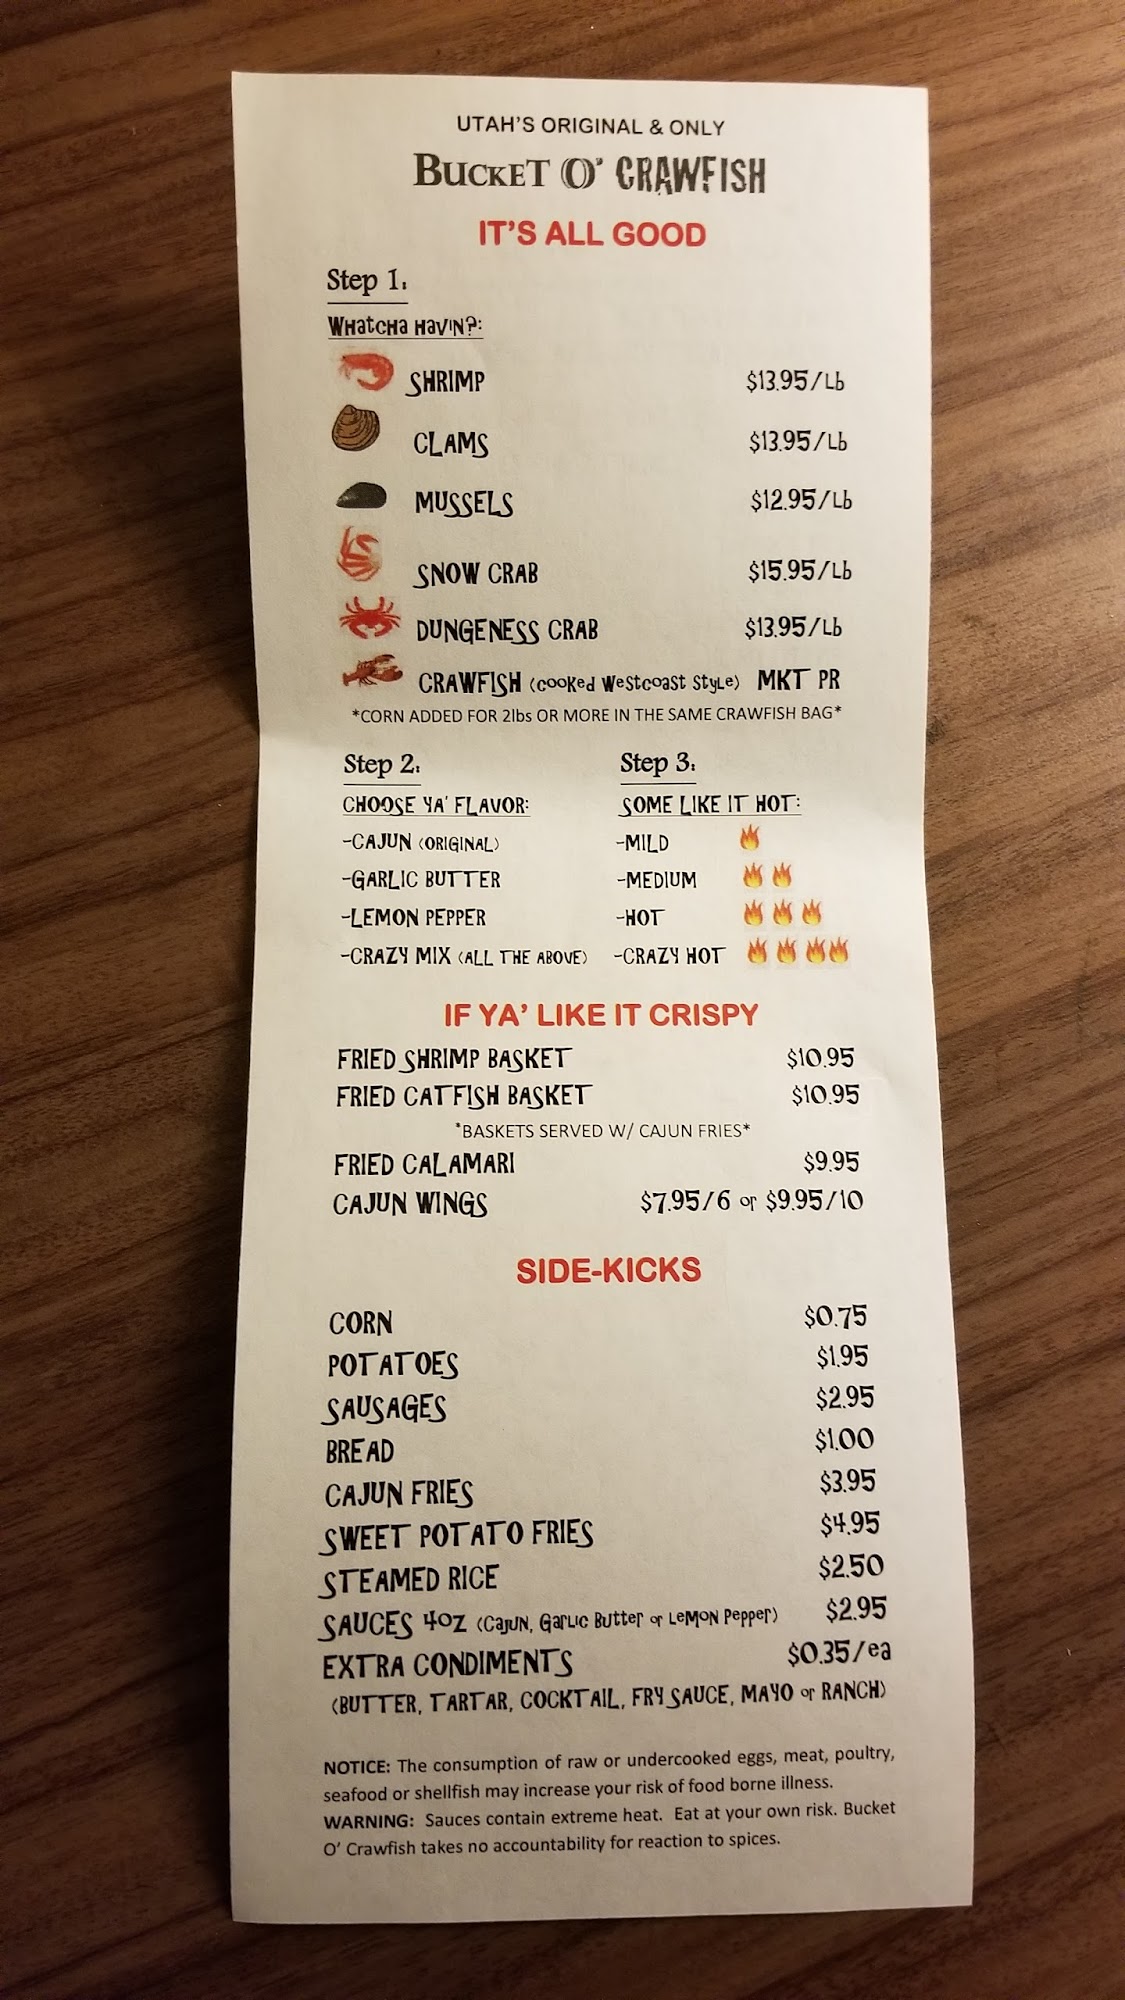 UTAH'S ORIGINAL & ONLY
BUCKET O' CRAWFISH
IT'S ALL GOOD
Step 1:
WHATCHA HAVIN?:
SHRIMP $13.95/Lb
CLAMS $13.95/Lb
MUSSELS $12.95/Lb
SNOW CRAB $15.95/Lb
DUNGENESS CRAB $13.95/Lb
CRAWFISH (COOKED WESTCOAST STYLE) MKT PR
*CORN ADDED FOR 2lbs OR MORE IN THE SAME CRAWFISH BAG*
Step 2: Step 3:
CHOOSE YA' FLAVOR: SOME LIKE IT HOT:
-CAJUN (ORIGINAL) -MILD
-GARLIC BUTTER -MEDIUM
-LEMON PEPPER -HOT
-CRAZY MIX (ALL THE ABOVE) -CRAZY HOT
IF YA' LIKE IT CRISPY
FRIED SHRIMP BASKET $10.95
FRIED CATFISH BASKET $10.95
*BASKETS SERVED W/ CAJUN FRIES*
FRIED CALAMARI $9.95
CAJUN WINGS $7.95/6 or $9.95/10
SIDE-KICKS
CORN $0.75
POTATOES $1.95
SAUSAGES $2.95
BREAD $1.00
CAJUN FRIES $3.95
SWEET POTATO FRIES $4.95
STEAMED RICE $2.50
SAUCES 4OZ (CAJUN, GARLIC BUTTER or LEMON PEPPER) $2.95
EXTRA CONDIMENTS $0.35/ea
(BUTTER, TARTAR, COCKTAIL, FRY SAUCE, MAYO or RANCH)
NOTICE: The consumption of raw or undercooked eggs, meat, poultry,
seafood or shellfish may increase your risk of food borne illness.
WARNING: Sauces contain extreme heat. Eat at your own risk. Bucket
O' Crawfish takes no accountability for reaction to spices.